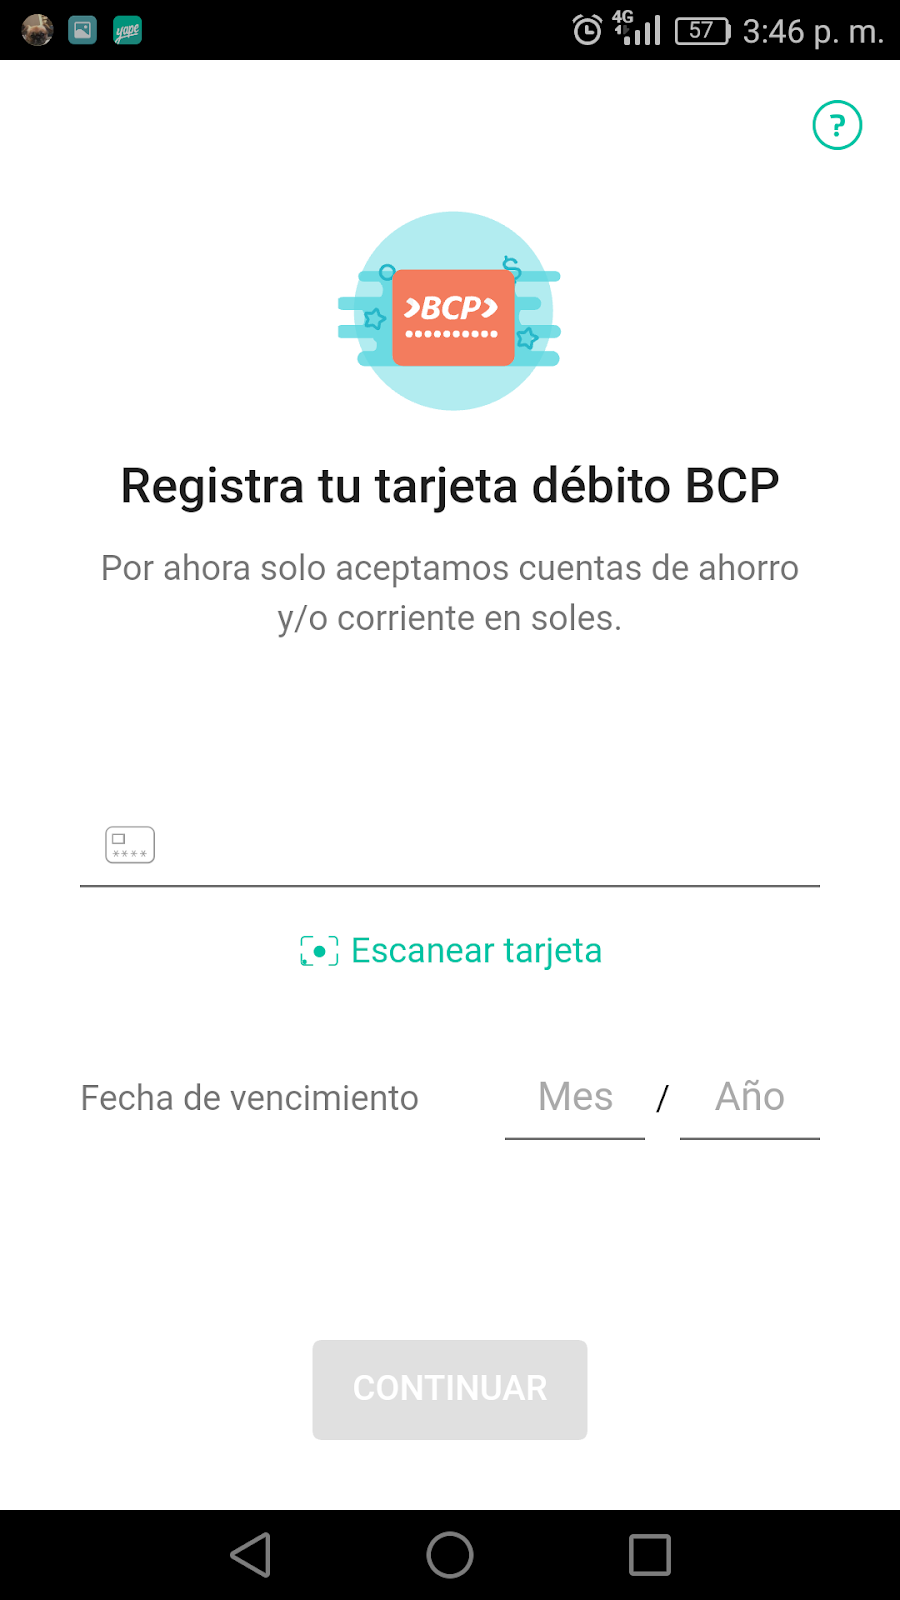 yape
4G
57
3:46 p. m.
?
BCP
Registra tu tarjeta débito BCP
Por ahora solo aceptamos cuentas de ahorro
y/o corriente en soles.
****
Escanear tarjeta
Fecha de vencimiento Mes / Año
CONTINUAR